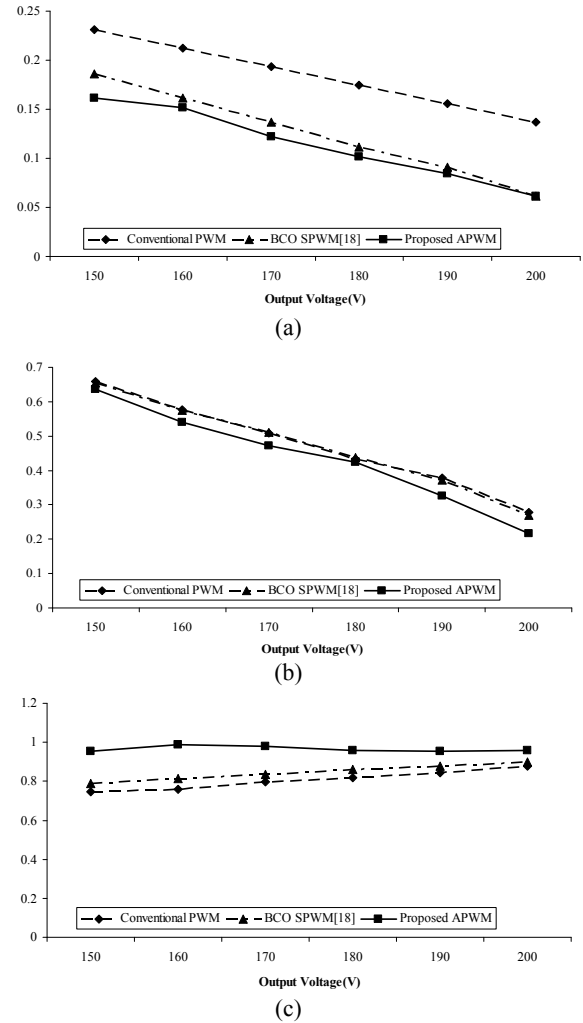 0.25
0.2
0.15
0.1
0.05
0
Conventional PWM BCO SPWM[18] Proposed APWM
150 160 170 180 190 200
Output Voltage(V)
(a)
0.7
0.6
0.5
0.4
0.3
0.2
0.1
0
Conventional PWM BCO SPWM[18] Proposed APWM
150 160 170 180 190 200
Output Voltage(V)
(b)
1.2
1
0.8
0.6
0.4
0.2
0
Conventional PWM BCO SPWM[18] Proposed APWM
150 160 170 180 190 200
Output Voltage(V)
(c)